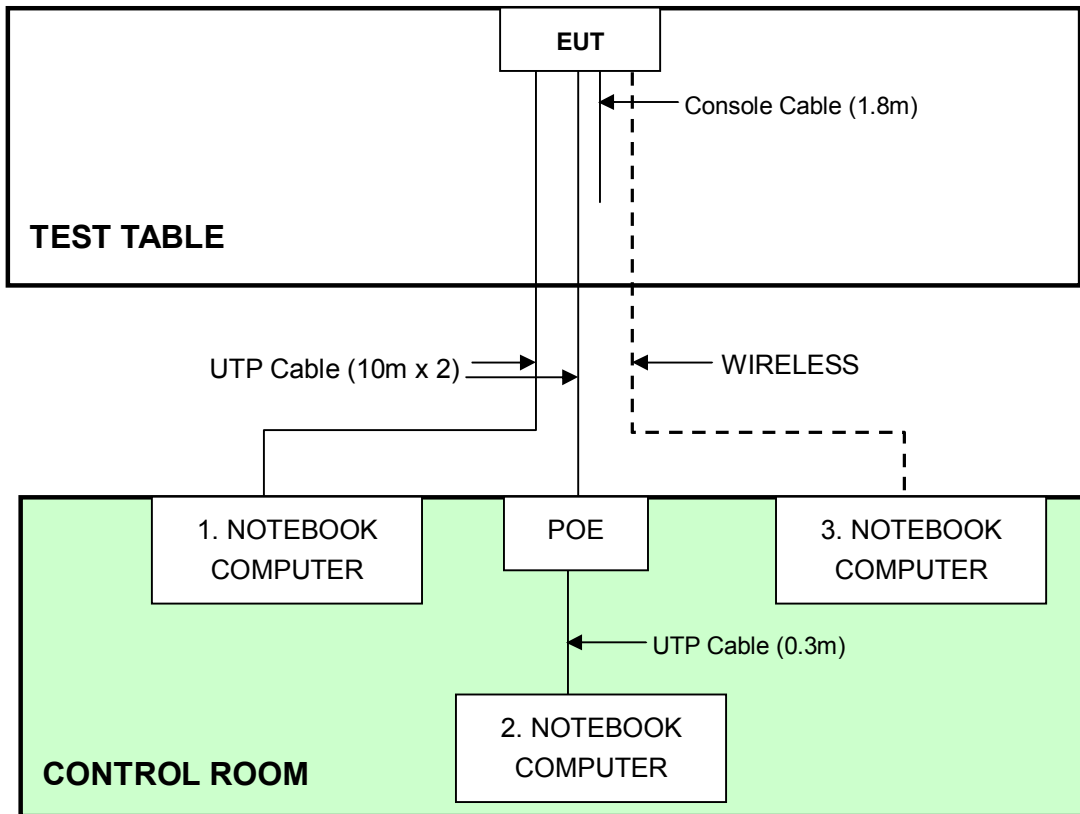 EUT
Console Cable (1.8m)
TEST TABLE
UTP Cable (10m x 2)
WIRELESS
1. NOTEBOOK
COMPUTER
POE
3. NOTEBOOK
COMPUTER
UTP Cable (0.3m)
2. NOTEBOOK
COMPUTER
CONTROL ROOM